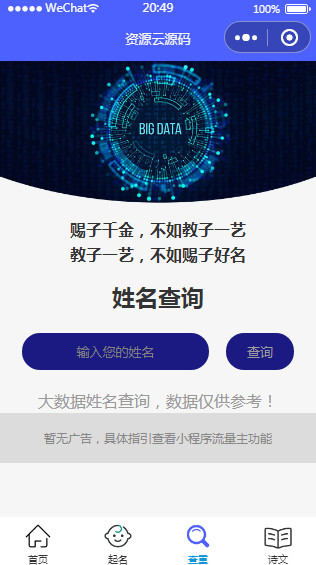 WeChat 20:49 100%
资源云源码
BIG DATA
赐子千金，不如教子一艺
教子一艺，不如赐子好名
姓名查询
输入您的姓名 查询
大数据姓名查询，数据仅供参考！
暂无广告，具体指引查看小程序流量主功能
首页 起名 查重 诗文